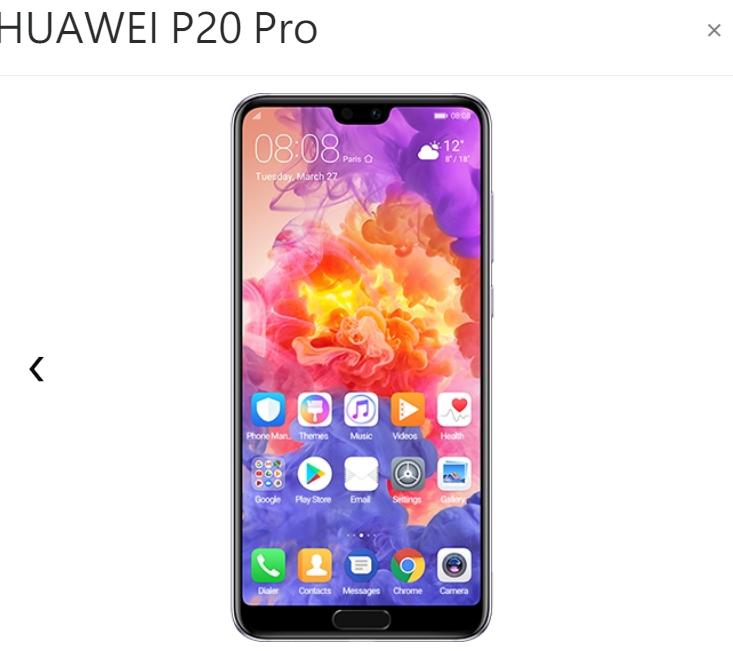 HUAWEI P20 Pro
08:08
08:08 Paris 12°
8° / 18°
Tuesday, March 27
Phone Man.. Themes Music Videos Health
Google Play Store Email Settings Gallery
Dialer Contacts Messages Chrome Camera